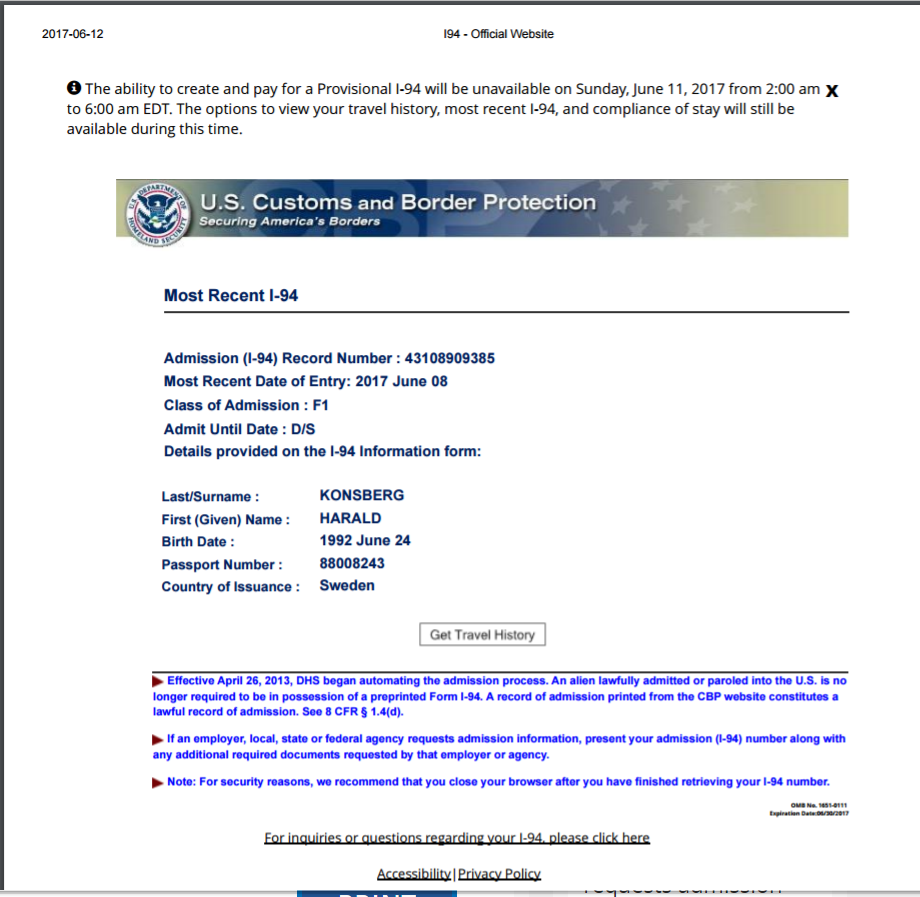 2017-06-12 I94 - Official Website
The ability to create and pay for a Provisional I-94 will be unavailable on Sunday, June 11, 2017 from 2:00 am X
to 6:00 am EDT. The options to view your travel history, most recent I-94, and compliance of stay will still be
available during this time.
U.S. DEPARTMENT OF HOMELAND SECURITY
CBP
U.S. Customs and Border Protection
Securing America's Borders
Most Recent I-94
Admission (I-94) Record Number : 43108909385
Most Recent Date of Entry: 2017 June 08
Class of Admission : F1
Admit Until Date : D/S
Details provided on the I-94 Information form:
Last/Surname : KONSBERG
First (Given) Name : HARALD
Birth Date : 1992 June 24
Passport Number : 88008243
Country of Issuance : Sweden
Get Travel History
Effective April 26, 2013, DHS began automating the admission process. An alien lawfully admitted or paroled into the U.S. is no
longer required to be in possession of a preprinted Form I-94. A record of admission printed from the CBP website constitutes a
lawful record of admission. See 8 CFR § 1.4(d).
If an employer, local, state or federal agency requests admission information, present your admission (I-94) number along with
any additional required documents requested by that employer or agency.
Note: For security reasons, we recommend that you close your browser after you have finished retrieving your I-94 number.
OMB No. 1651-0111
Expiration Date:06/30/2017
For inquiries or questions regarding your I-94, please click here
Accessibility|Privacy Policy
requests admission